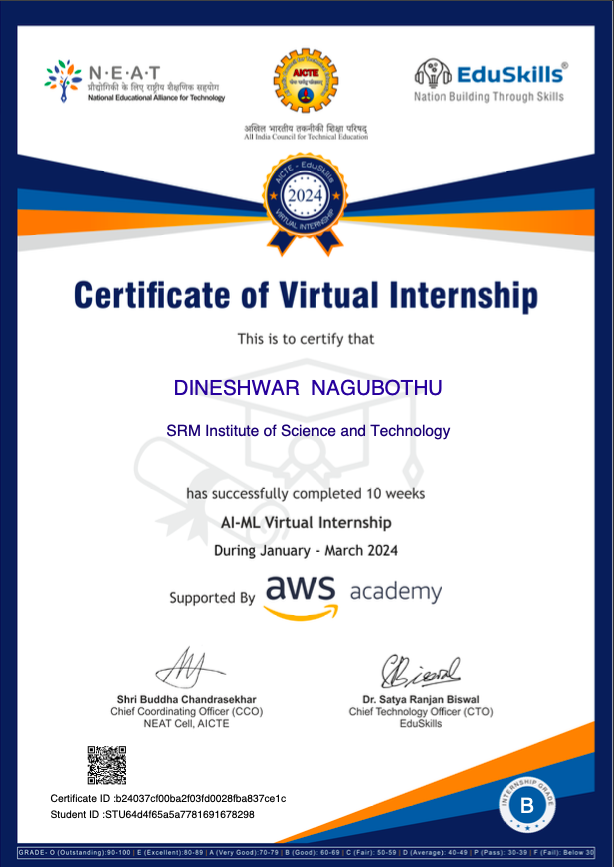 N·E·A·T
प्रौद्योगिकी के लिए राष्ट्रीय शैक्षणिक सहयोग
National Educational Alliance for Technology
AICTE
अखिल भारतीय तकनीकी शिक्षा परिषद्
All India Council for Technical Education
EduSkills®
Nation Building Through Skills
AICTE - EduSkills
2024
VIRTUAL INTERNSHIP
Certificate of Virtual Internship
This is to certify that
DINESHWAR NAGUBOTHU
SRM Institute of Science and Technology
has successfully completed 10 weeks
AI-ML Virtual Internship
During January - March 2024
Supported By aws academy
Shri Buddha Chandrasekhar
Chief Coordinating Officer (CCO)
NEAT Cell, AICTE
Dr. Satya Ranjan Biswal
Chief Technology Officer (CTO)
EduSkills
Certificate ID :b24037cf00ba2f03fd0028fba837ce1c
Student ID :STU64d4f65a5a7781691678298
INTERNSHIP GRADE
B
GRADE- O (Outstanding):90-100 | E (Excellent):80-89 | A (Very Good):70-79 | B (Good): 60-69 | C (Fair): 50-59 | D (Average): 40-49 | P (Pass): 30-39 | F (Fail): Below 30